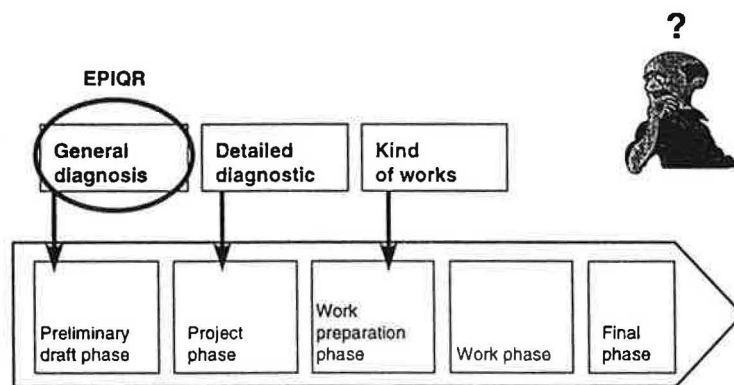 ?
EPIQR
General
diagnosis
Detailed
diagnostic
Kind
of works
Preliminary
draft phase
Project
phase
Work
preparation
phase
Work phase
Final
phase